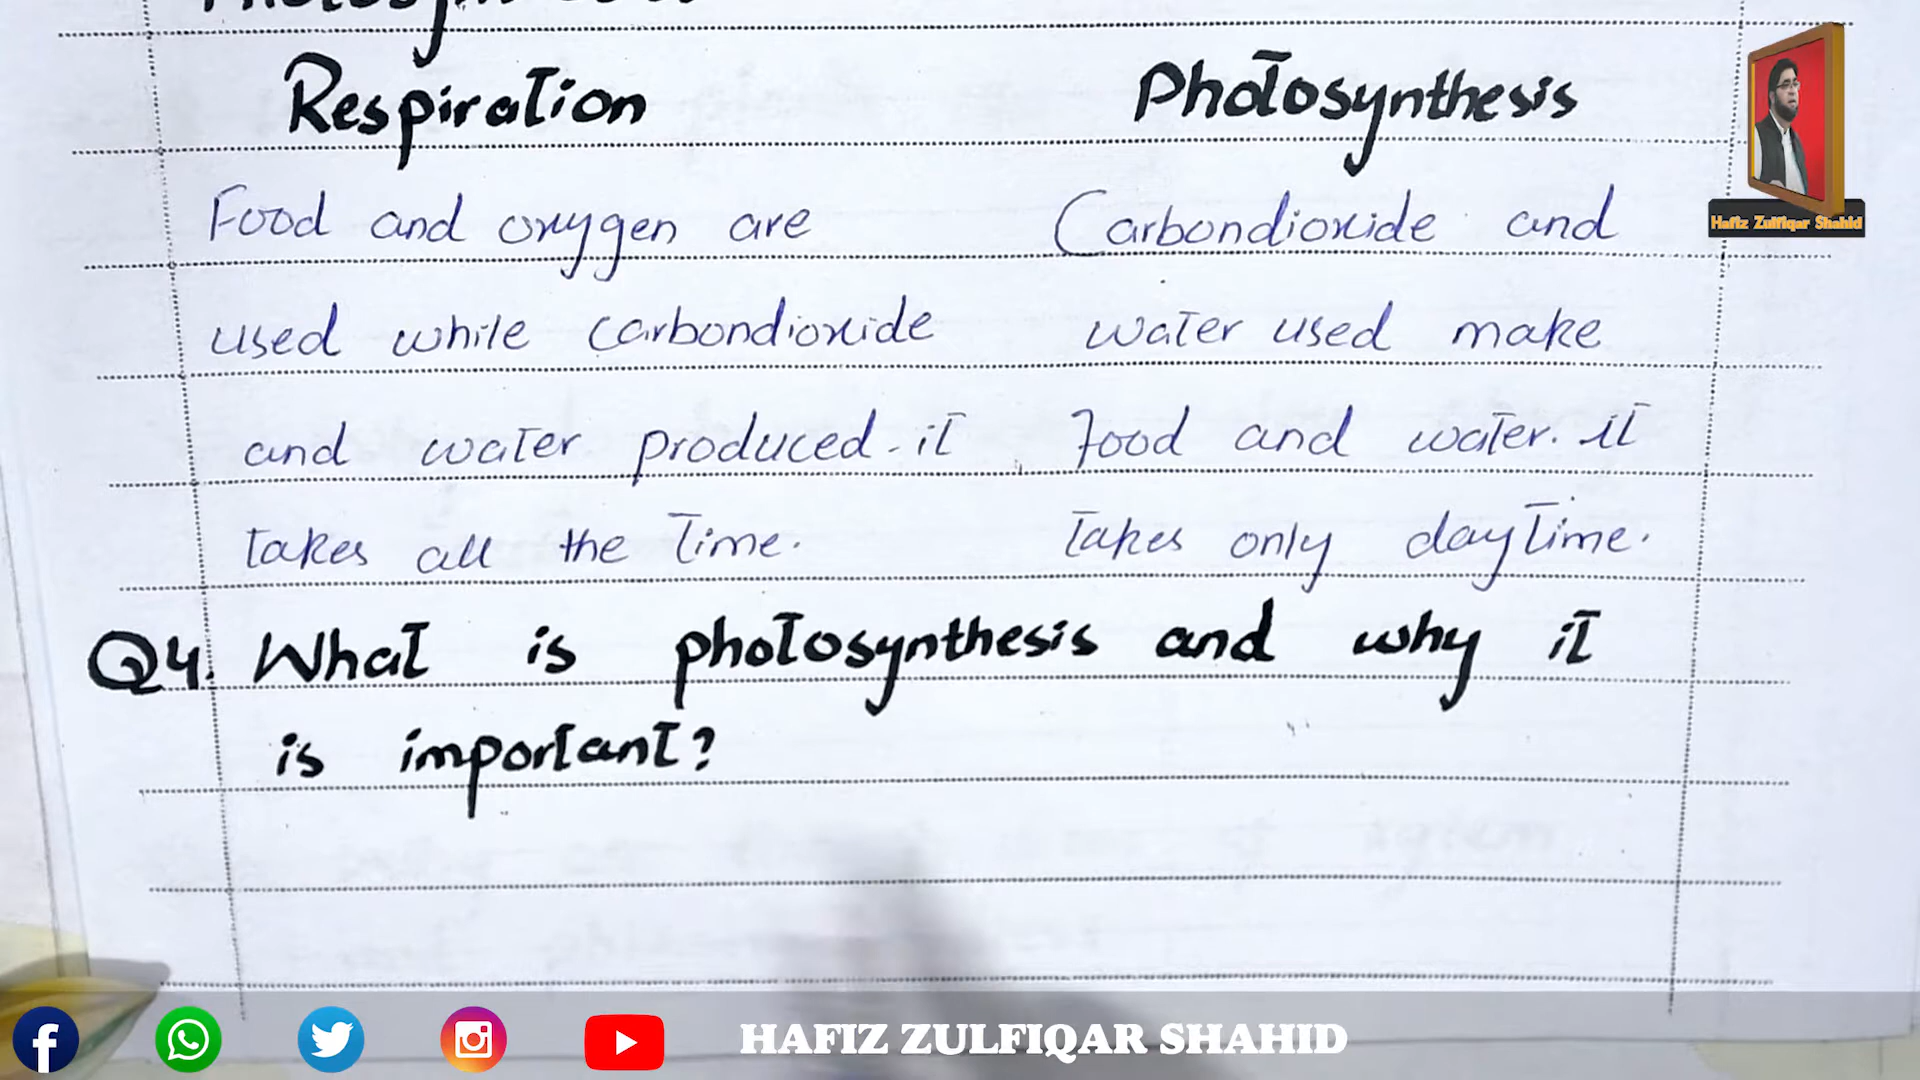 Photosynthesis
Respiration
Food and oxygen are
used while carbondioxide
and water produced. it
takes all the time.
Photosynthesis
Carbondioxide and
water used make
Food and water. it
takes only daytime.
Q4. What is photosynthesis and why it
is important?
Hafiz Zulfiqar Shahid
HAFIZ ZULFIQAR SHAHID